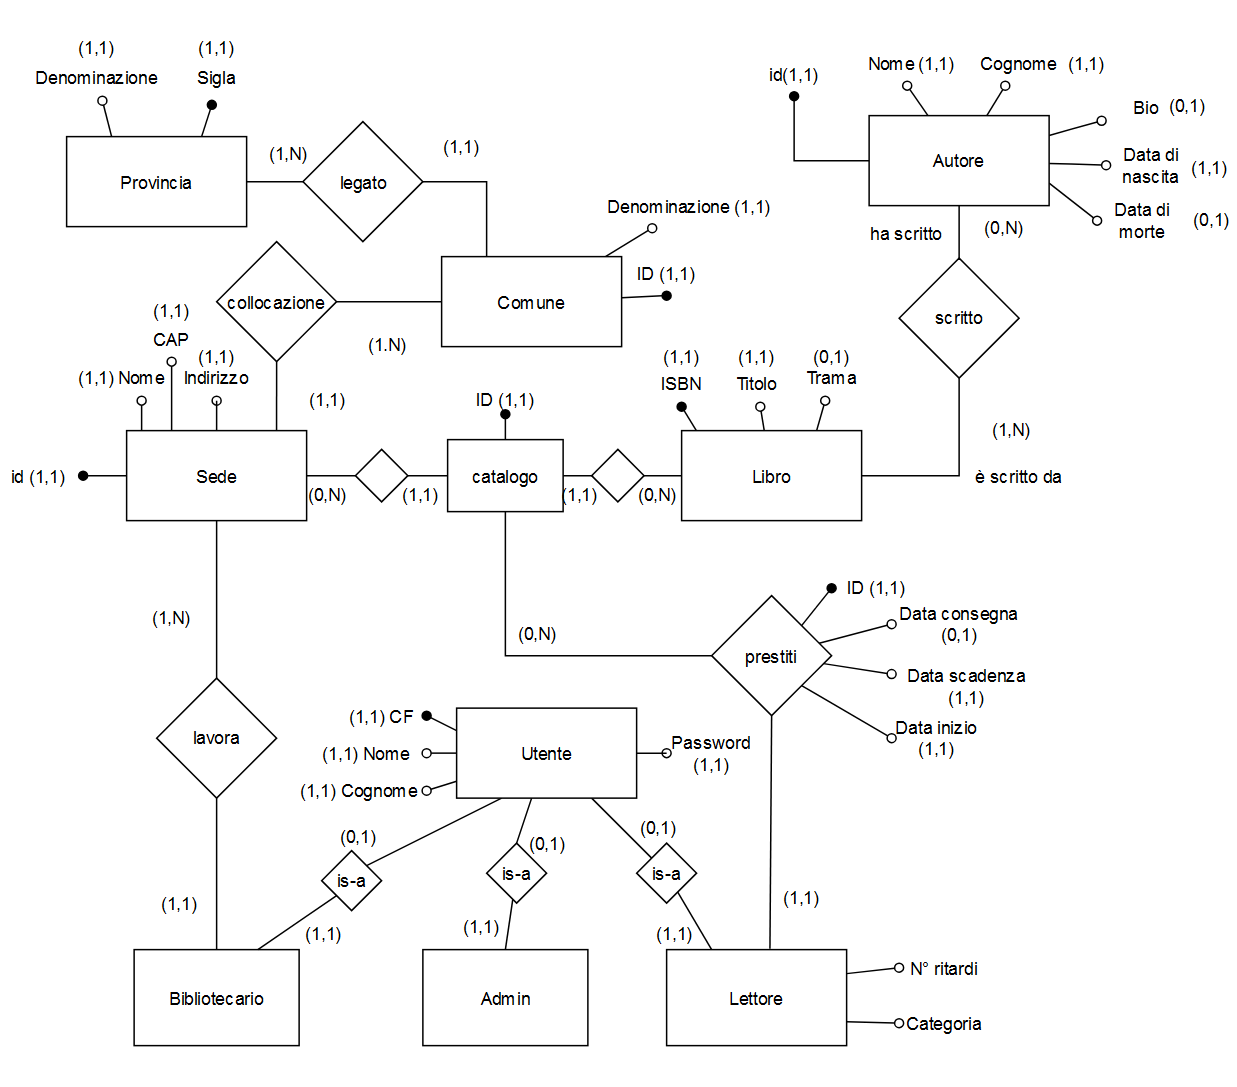 (1,1)
Denominazione
(1,1)
Sigla
Provincia
(1,N)
legato
(1,1)
id(1,1)
Nome (1,1)
Cognome (1,1)
Bio (0,1)
Data di
nascita (1,1)
Data di
morte (0,1)
Autore
ha scritto
(0,N)
scritto
(1,N)
è scritto da
Denominazione (1,1)
ID (1,1)
Comune
collocazione
(1.N)
(1,1)
(1,1)
CAP
(1,1)
Indirizzo
(1,1) Nome
id (1,1)
Sede
(0,N)
(1,1)
ID (1,1)
catalogo
(1,1)
(0,N)
(1,1)
ISBN
(1,1)
Titolo
(0,1)
Trama
Libro
(1,N)
lavora
(1,1)
(0,N)
prestiti
ID (1,1)
Data consegna
(0,1)
Data scadenza
(1,1)
Data inizio
(1,1)
(1,1)
(1,1) CF
(1,1) Nome
(1,1) Cognome
Utente
Password
(1,1)
(0,1)
is-a
(1,1)
(0,1)
is-a
(1,1)
(0,1)
is-a
(1,1)
Bibliotecario
Admin
Lettore
N° ritardi
Categoria